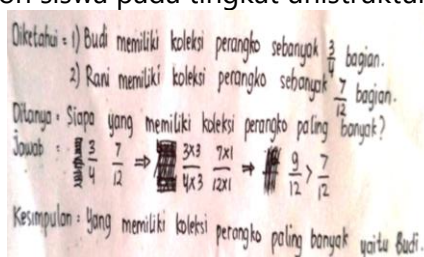 on siswa pada tingkat unistruktur
Diketahui = 1) Budi memiliki koleksi perangko sebanyak 3/4 bagian.
2) Rani memiliki koleksi perangko sebanyak 7/12 bagian.
Ditanya = Siapa yang memiliki koleksi perangko paling banyak?
Jawab = 3/4 7/12 ⇒ 3x3/4x3 7x1/12x1 ⇒ 9/12 > 7/12
Kesimpulan = Yang memiliki koleksi perangko paling banyak yaitu Budi.